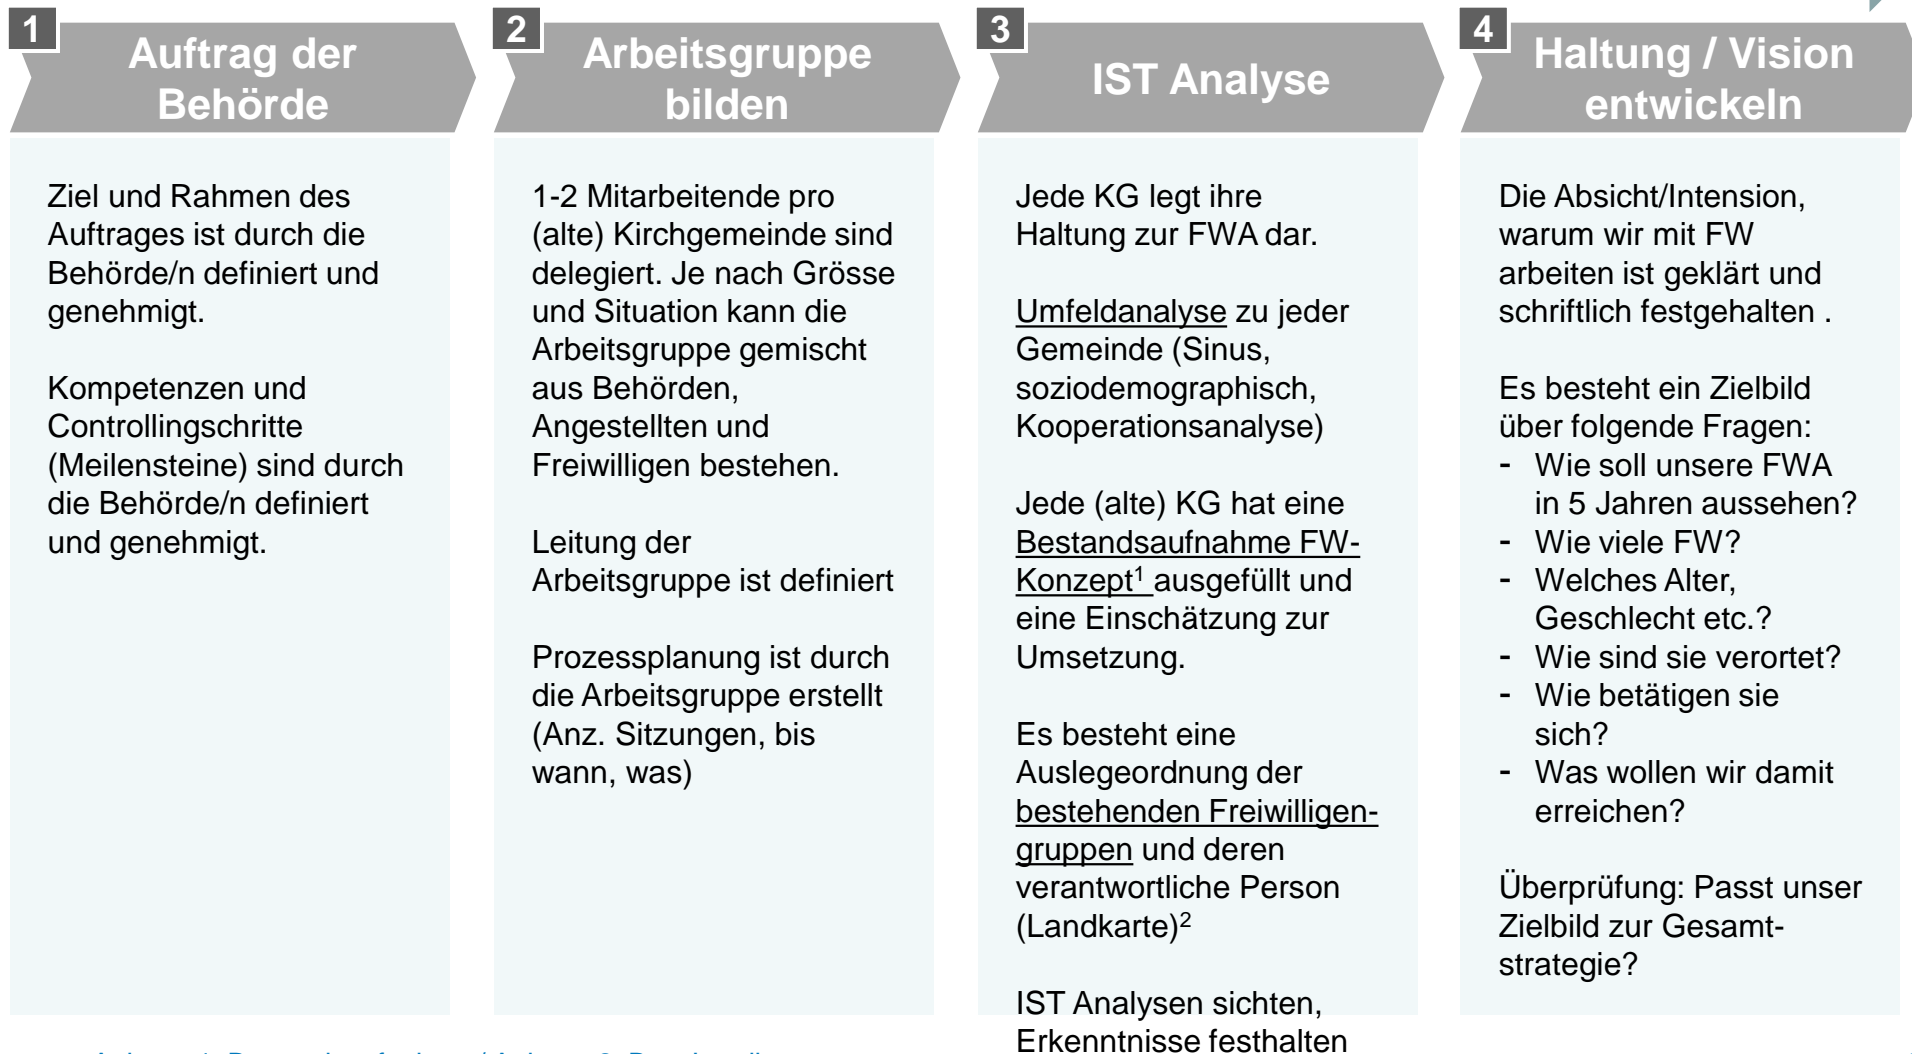 1
Auftrag der
Behörde
Ziel und Rahmen des
Auftrages ist durch die
Behörde/n definiert und
genehmigt.
Kompetenzen und
Controllingschritte
(Meilensteine) sind durch
die Behörde/n definiert
und genehmigt.
2
Arbeitsgruppe
bilden
1-2 Mitarbeitende pro
(alte) Kirchgemeinde sind
delegiert. Je nach Grösse
und Situation kann die
Arbeitsgruppe gemischt
aus Behörden,
Angestellten und
Freiwilligen bestehen.
Leitung der
Arbeitsgruppe ist definiert
Prozessplanung ist durch
die Arbeitsgruppe erstellt
(Anz. Sitzungen, bis
wann, was)
3
IST Analyse
Jede KG legt ihre
Haltung zur FWA dar.
Umfeldanalyse zu jeder
Gemeinde (Sinus,
soziodemographisch,
Kooperationsanalyse)
Jede (alte) KG hat eine
Bestandsaufnahme FW-
Konzept¹ ausgefüllt und
eine Einschätzung zur
Umsetzung.
Es besteht eine
Auslegeordnung der
bestehenden Freiwilligen-
gruppen und deren
verantwortliche Person
(Landkarte)²
IST Analysen sichten,
Erkenntnisse festhalten
4
Haltung / Vision
entwickeln
Die Absicht/Intension,
warum wir mit FW
arbeiten ist geklärt und
schriftlich festgehalten .
Es besteht ein Zielbild
über folgende Fragen:
- Wie soll unsere FWA
in 5 Jahren aussehen?
- Wie viele FW?
- Welches Alter,
Geschlecht etc.?
- Wie sind sie verortet?
- Wie betätigen sie
sich?
- Was wollen wir damit
erreichen?
Überprüfung: Passt unser
Zielbild zur Gesamt-
strategie?